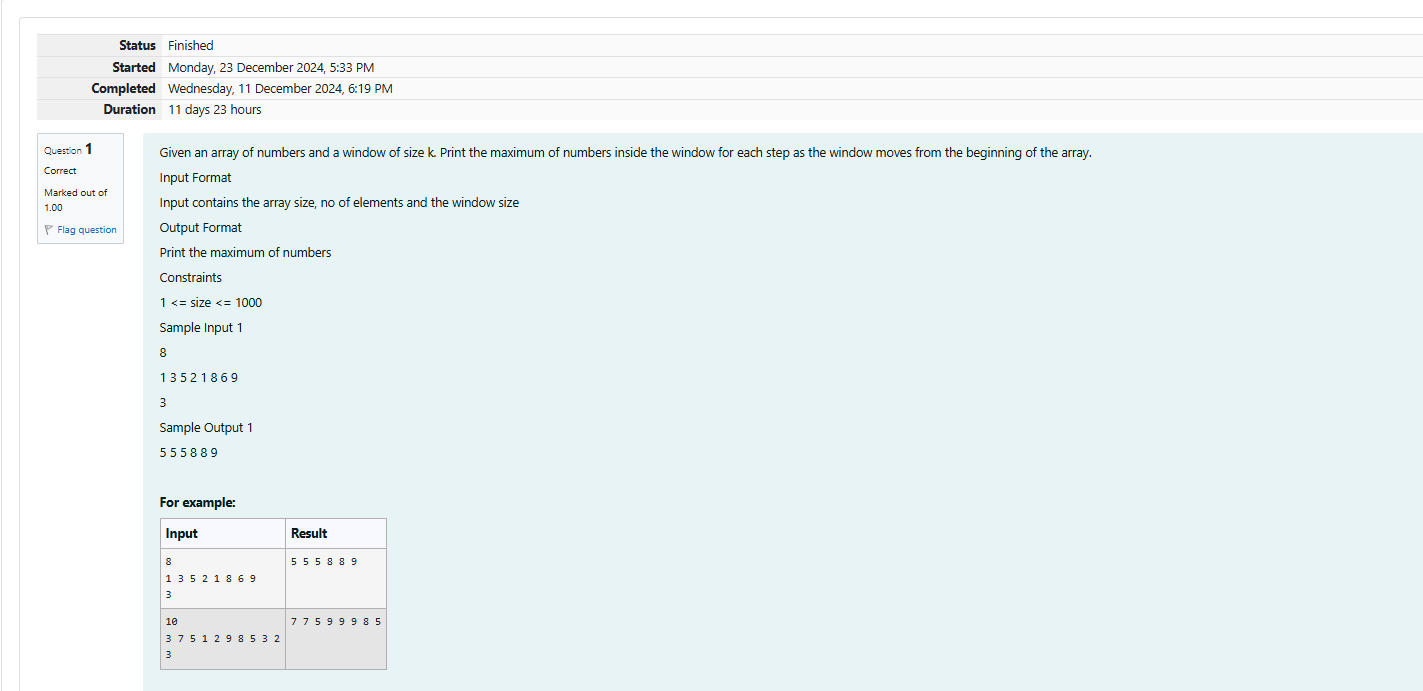 Status Finished
Started Monday, 23 December 2024, 5:33 PM
Completed Wednesday, 11 December 2024, 6:19 PM
Duration 11 days 23 hours
Question 1
Correct
Marked out of
1.00
Flag question
Given an array of numbers and a window of size k. Print the maximum of numbers inside the window for each step as the window moves from the beginning of the array.
Input Format
Input contains the array size, no of elements and the window size
Output Format
Print the maximum of numbers
Constraints
1 <= size <= 1000
Sample Input 1
8
1 3 5 2 1 8 6 9
3
Sample Output 1
5 5 5 8 8 9
For example:
Input Result
8 5 5 5 8 8 9
1 3 5 2 1 8 6 9
3
10 7 7 5 9 9 9 8 5
3 7 5 1 2 9 8 5 3 2
3